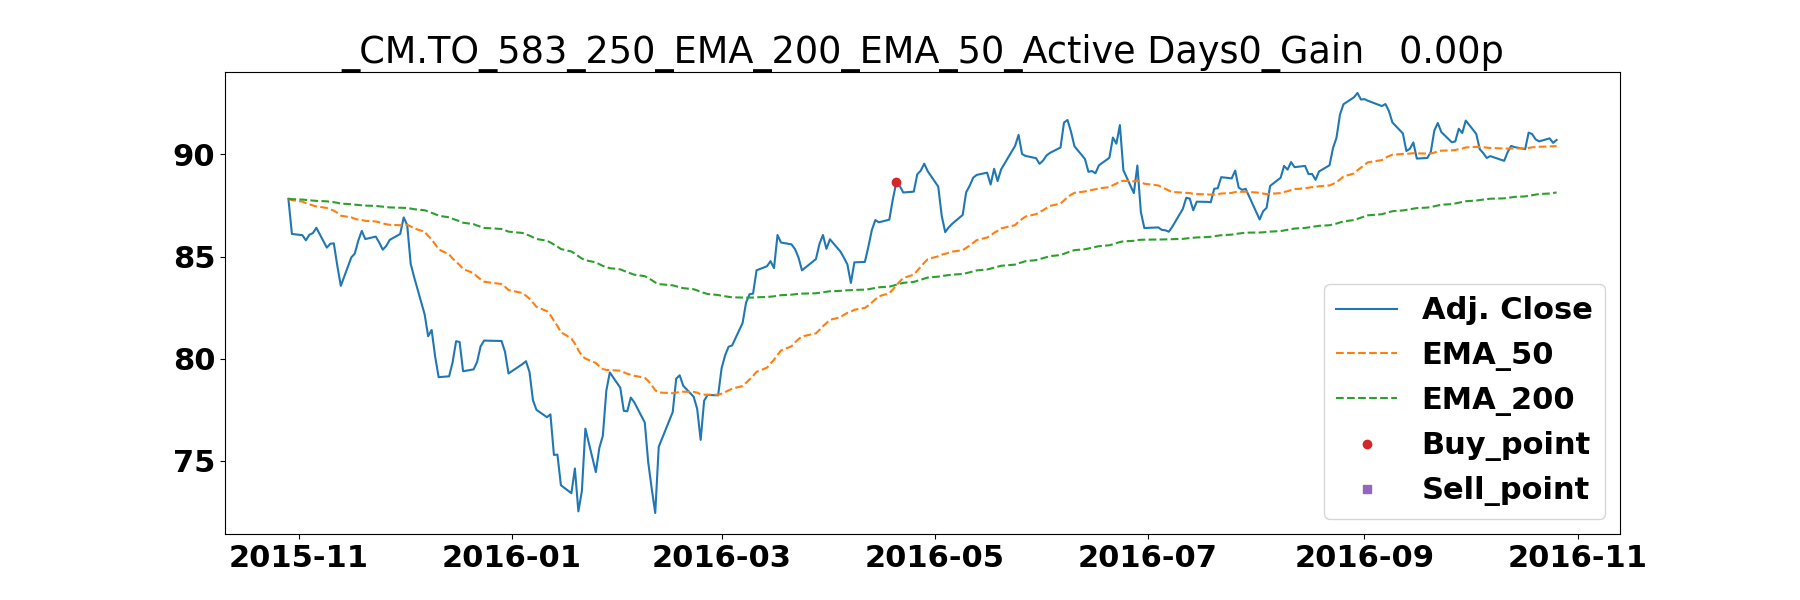 _CM.TO_583_250_EMA_200_EMA_50_Active Days0_Gain   0.00p
90
85
80
75
Adj. Close
EMA_50
EMA_200
Buy_point
Sell_point
2015-11 2016-01 2016-03 2016-05 2016-07 2016-09 2016-11